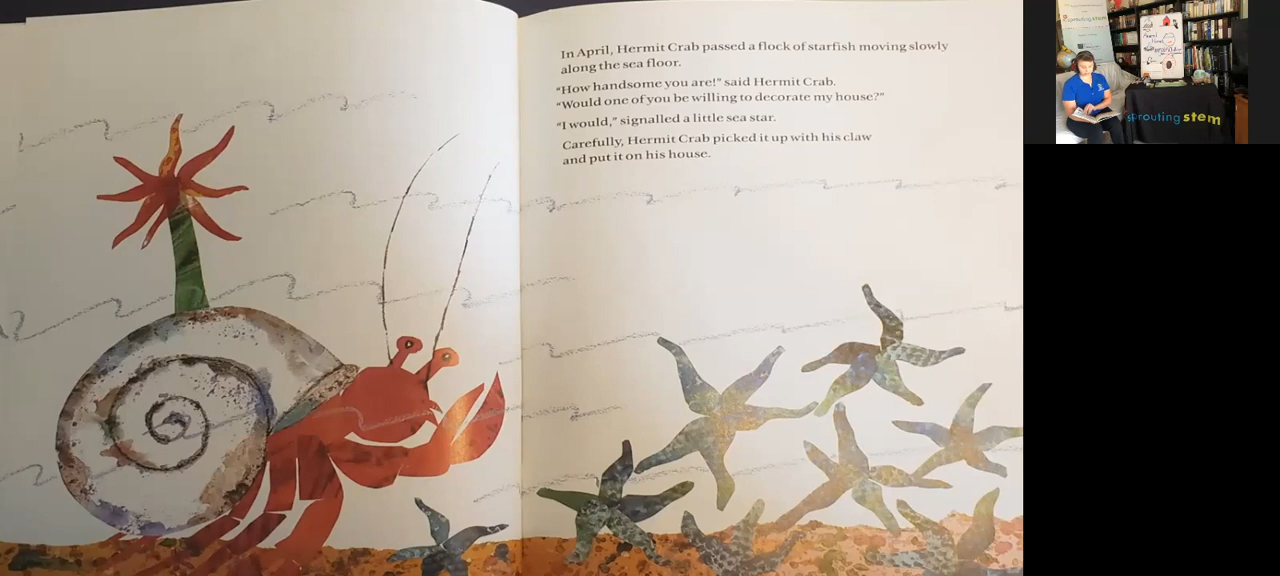 In April, Hermit Crab passed a flock of starfish moving slowly
along the sea floor.
“How handsome you are!” said Hermit Crab.
“Would one of you be willing to decorate my house?”
“I would,” signalled a little sea star.
Carefully, Hermit Crab picked it up with his claw
and put it on his house.
sprouting stem